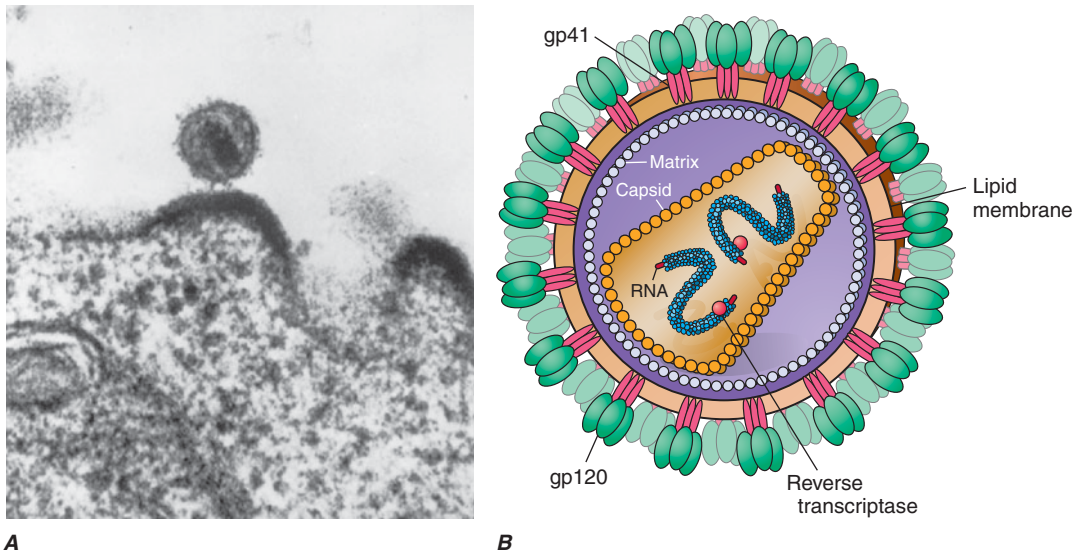 gp41
Matrix
Capsid
Lipid
membrane
RNA
gp120
Reverse
transcriptase
A
B